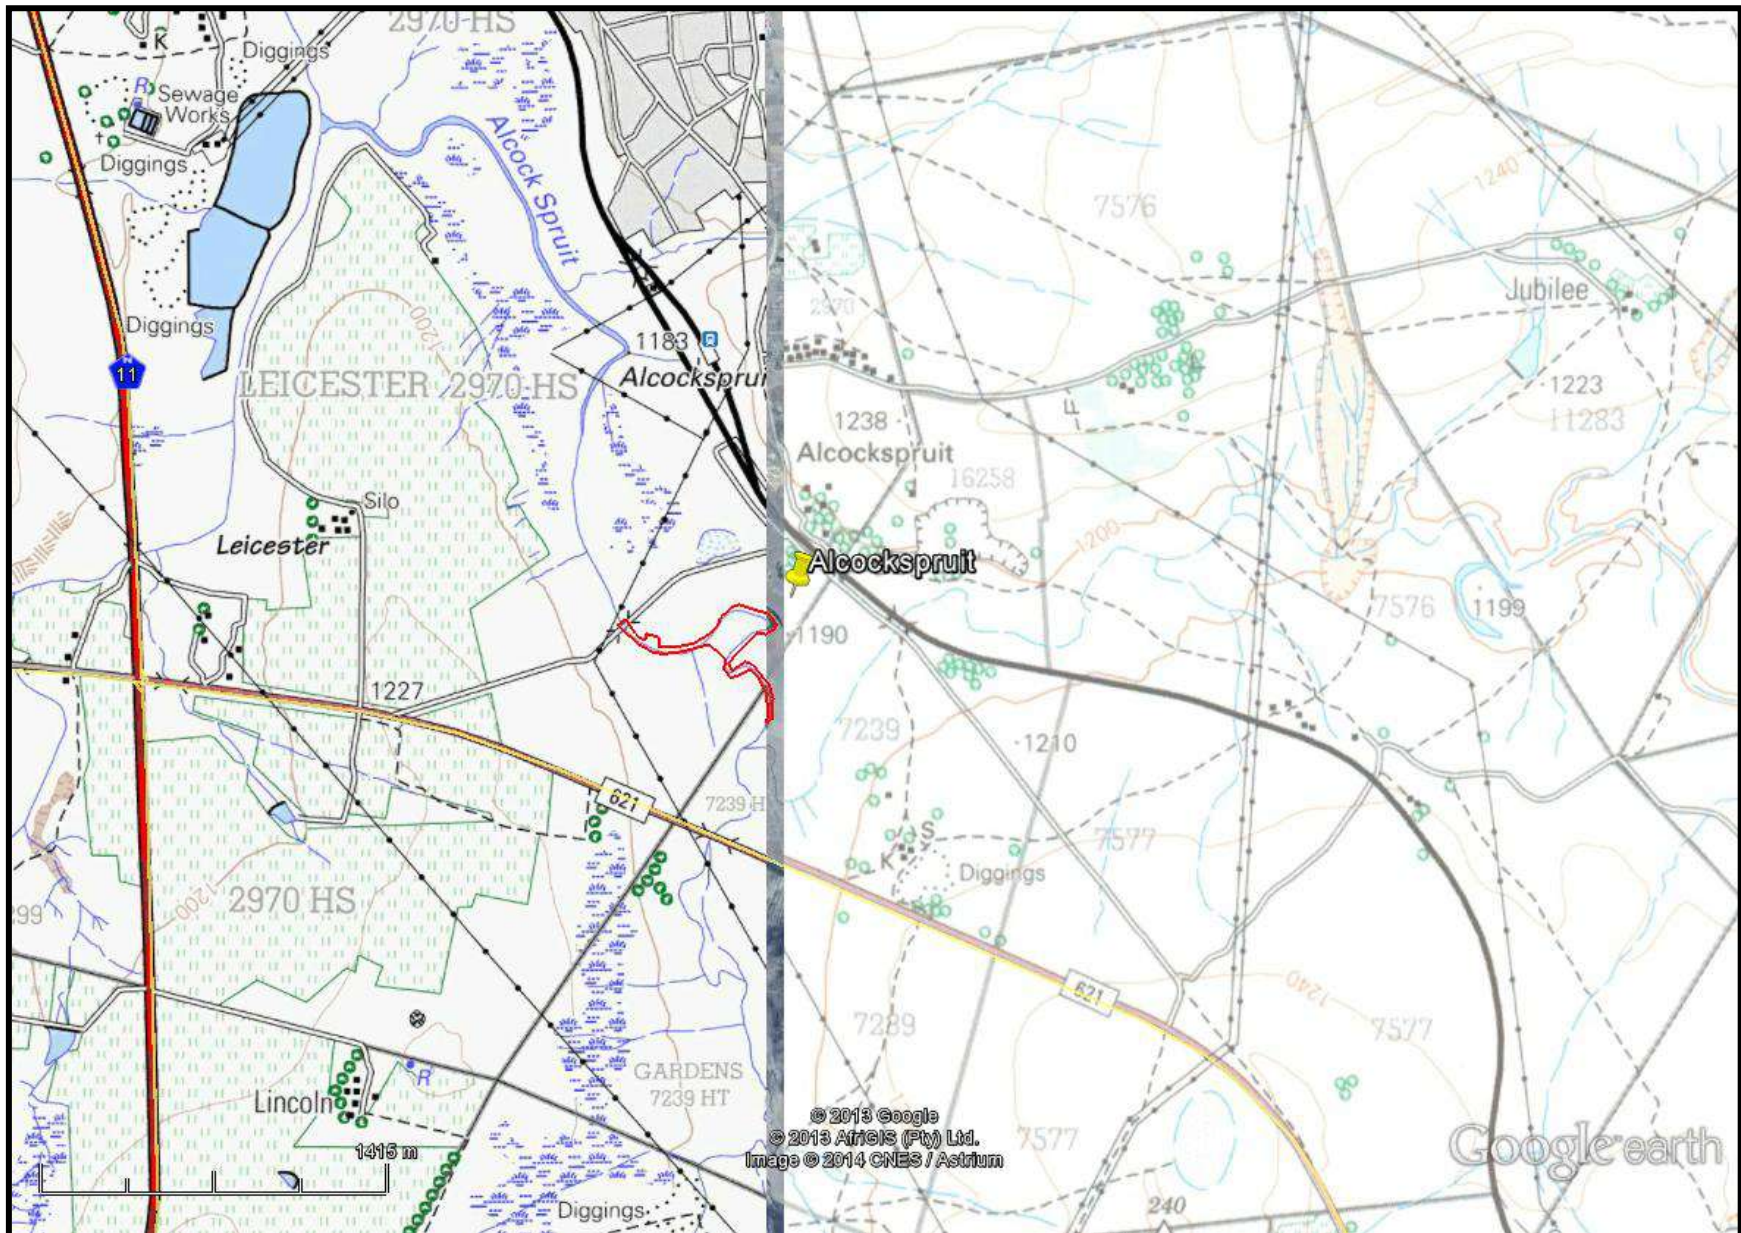 2970-HS
K
Diggings
R
Sewage
Works
Diggings
Alcock Spruit
7576
1240
Jubilee
Diggings
2970
1183
11
N
LEICESTER 2970-HS
1200
Alcockspruit
F
1223
1238
11283
Alcockspruit
16258
Silo
Leicester
1200
Alcockspruit
7576
1199
1190
1227
7239
1210
621
7239 H
S
7577
K
Diggings
2970 HS
1200
299
621
1240
7289
7577
GARDENS
7239 HT
R
Lincoln
© 2013 Google
© 2013 AfriGIS (Pty) Ltd.
Image © 2014 CNES / Astrium
7577
Google earth
1415 m
Diggings
240